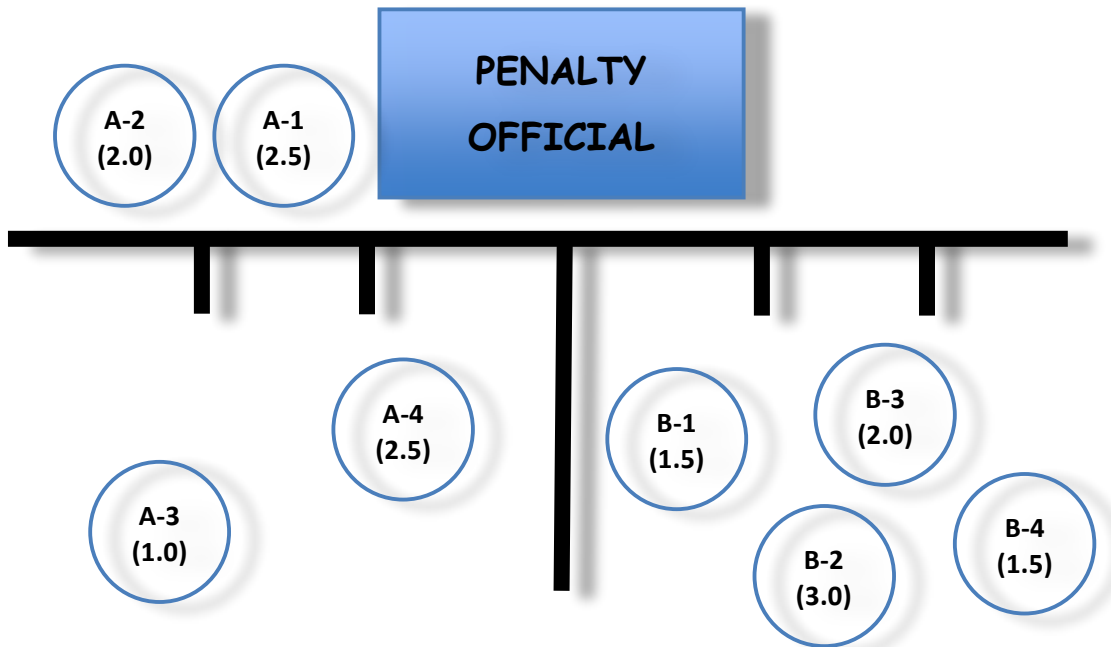 PENALTY
OFFICIAL
A-2
(2.0)
A-1
(2.5)
A-4
(2.5)
A-3
(1.0)
B-1
(1.5)
B-3
(2.0)
B-2
(3.0)
B-4
(1.5)